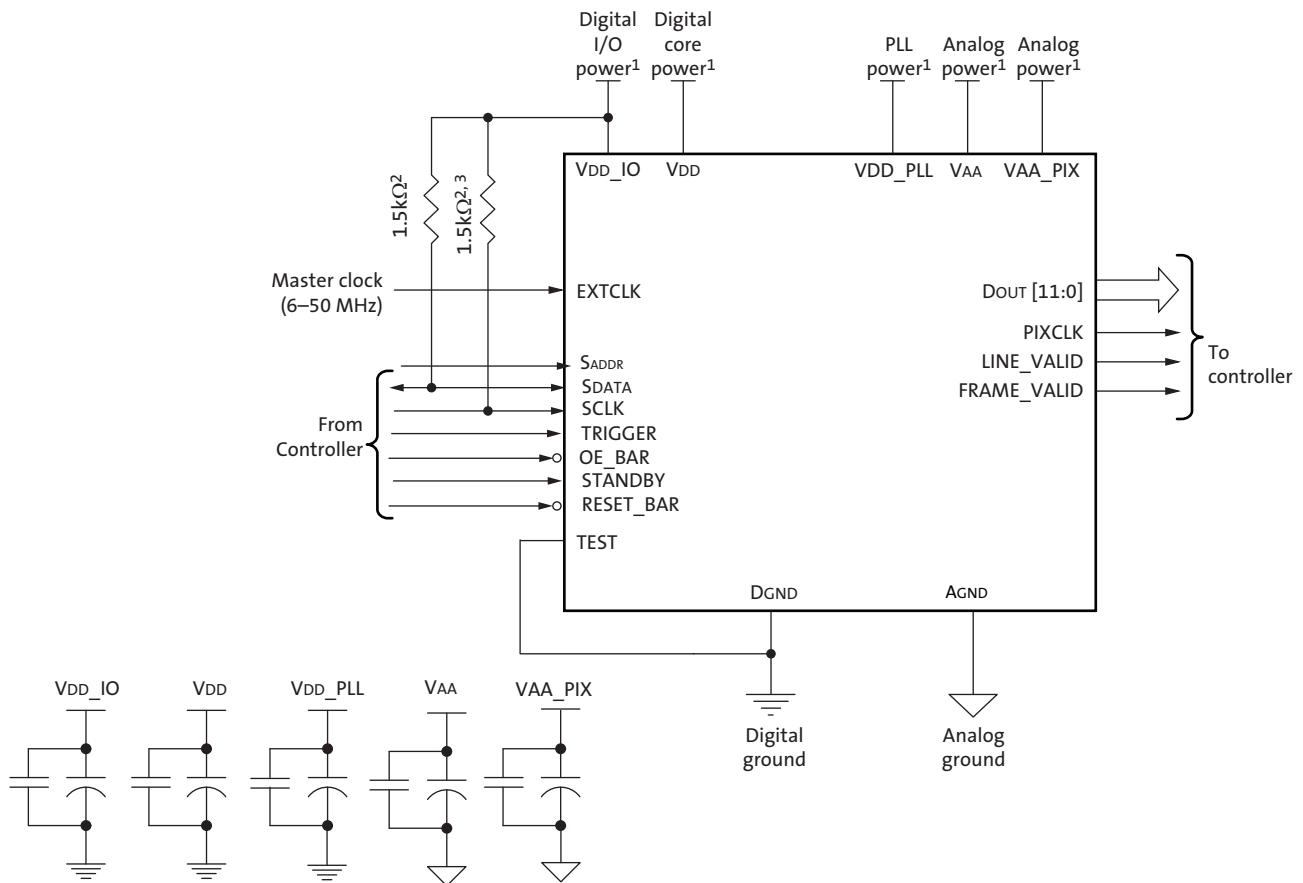 Digital
I/O
power1
Digital
core
power1
PLL
power1
Analog
power1
Analog
power1
VDD_IO
VDD
VDD_PLL
VAA
VAA_PIX
1.5kΩ2
1.5kΩ2, 3
Master clock
(6–50 MHz)
EXTCLK
SADDR
SDATA
SCLK
TRIGGER
OE_BAR
STANDBY
RESET_BAR
TEST
From
Controller
DOUT [11:0]
PIXCLK
LINE_VALID
FRAME_VALID
To
controller
DGND
AGND
Digital
ground
Analog
ground
VDD_IO
VDD
VDD_PLL
VAA
VAA_PIX